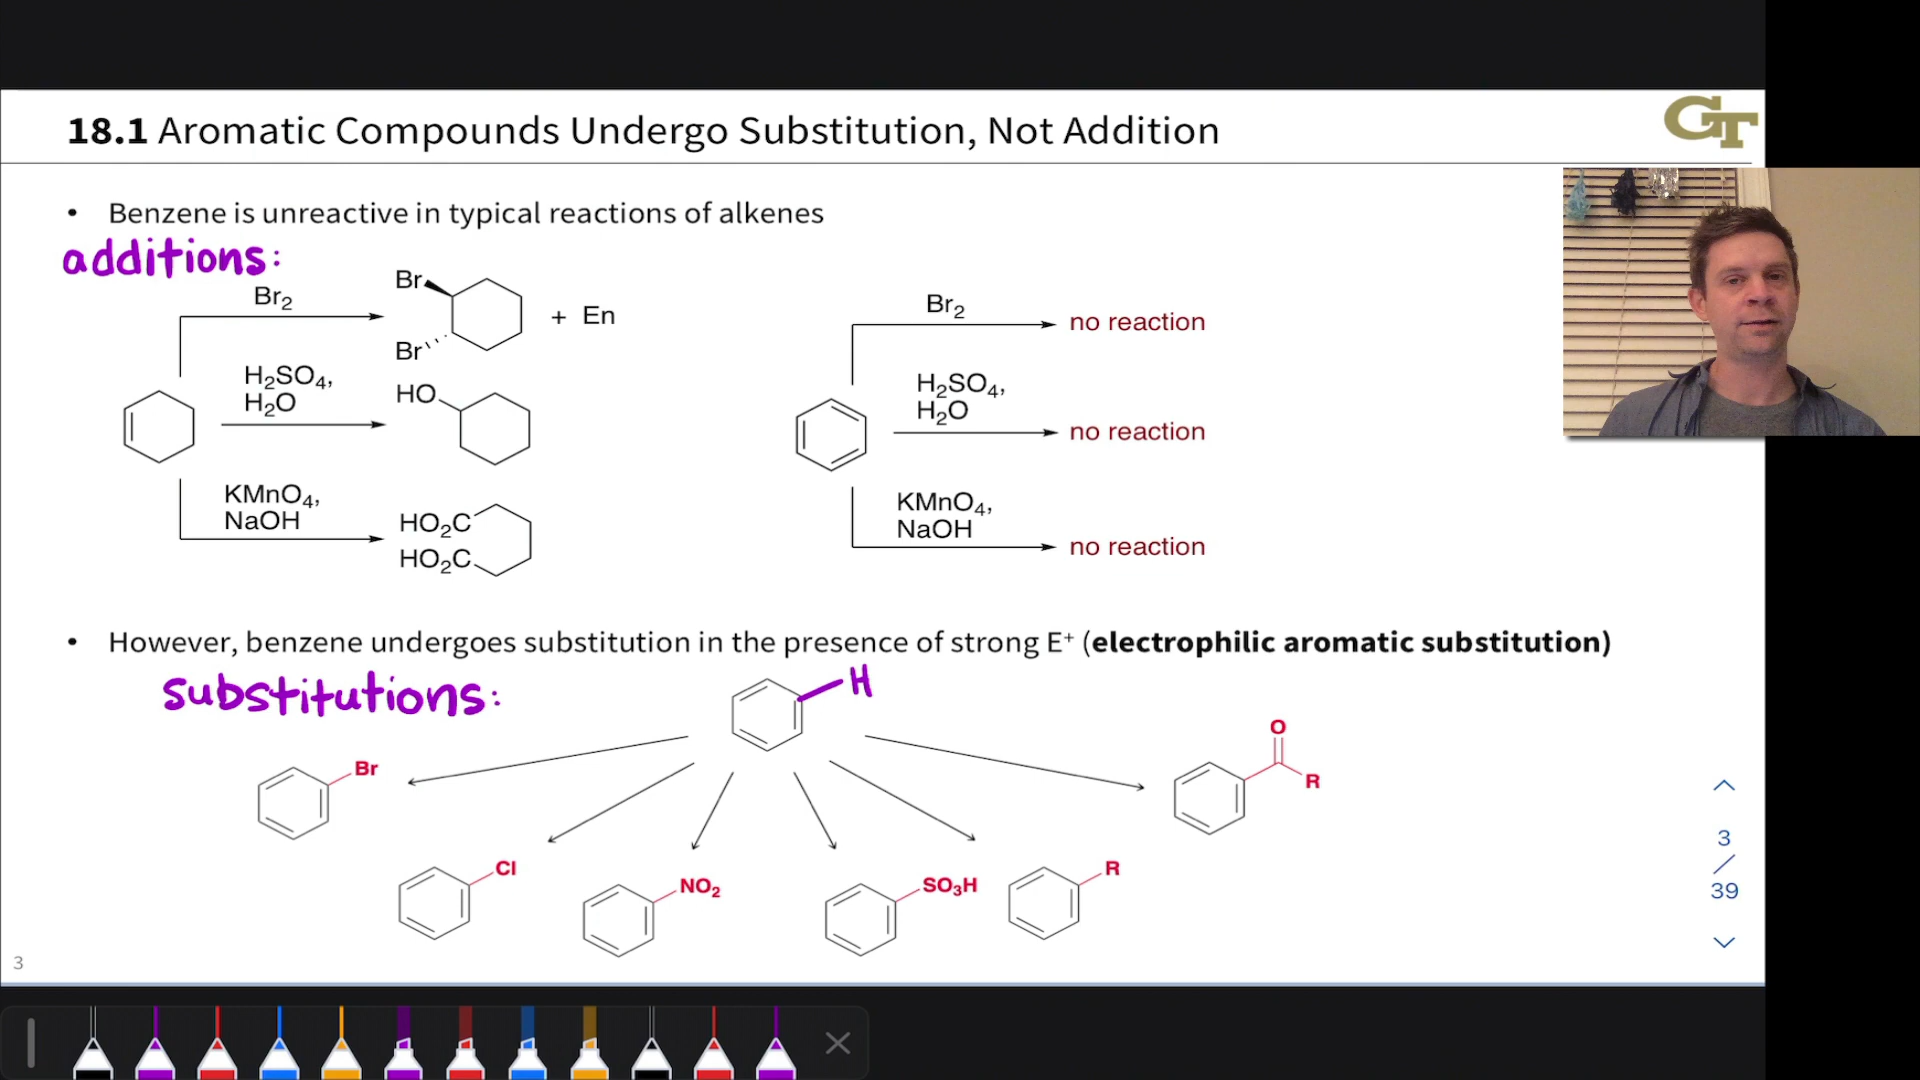 18.1 Aromatic Compounds Undergo Substitution, Not Addition
GT
• Benzene is unreactive in typical reactions of alkenes
additions:
Br₂
Br
Br
+ En
H₂SO₄,
H₂O
HO
KMnO₄,
NaOH
HO₂C
HO₂C
Br₂
no reaction
H₂SO₄,
H₂O
no reaction
KMnO₄,
NaOH
no reaction
• However, benzene undergoes substitution in the presence of strong E⁺ (electrophilic aromatic substitution)
substitutions:
H
Br
Cl
NO₂
SO₃H
R
O
R
3
/
39
3